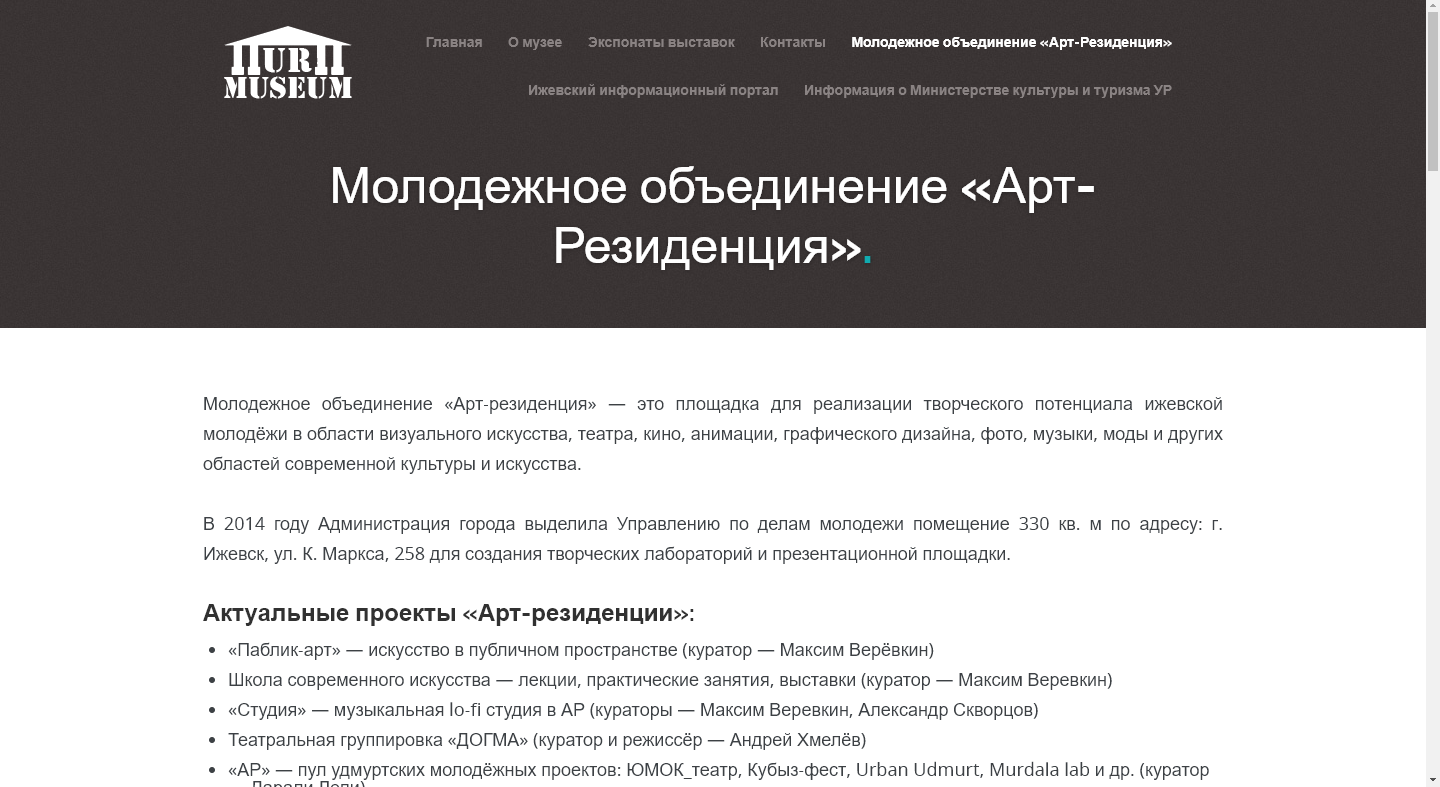 UR
MUSEUM
Главная О музее Экспонаты выставок Контакты Молодежное объединение «Арт-Резиденция»
Ижевский информационный портал Информация о Министерстве культуры и туризма УР
Молодежное объединение «Арт-
Резиденция».
Молодежное объединение «Арт-резиденция» — это площадка для реализации творческого потенциала ижевской
молодёжи в области визуального искусства, театра, кино, анимации, графического дизайна, фото, музыки, моды и других
областей современной культуры и искусства.
В 2014 году Администрация города выделила Управлению по делам молодежи помещение 330 кв. м по адресу: г.
Ижевск, ул. К. Маркса, 258 для создания творческих лабораторий и презентационной площадки.
Актуальные проекты «Арт-резиденции»:
• «Паблик-арт» — искусство в публичном пространстве (куратор — Максим Верёвкин)
• Школа современного искусства — лекции, практические занятия, выставки (куратор — Максим Веревкин)
• «Студия» — музыкальная lo-fi студия в АР (кураторы — Максим Веревкин, Александр Скворцов)
• Театральная группировка «ДОГМА» (куратор и режиссёр — Андрей Хмелёв)
• «АР» — пул удмуртских молодёжных проектов: ЮМОК_театр, Кубыз-фест, Urban Udmurt, Murdala lab и др. (куратор